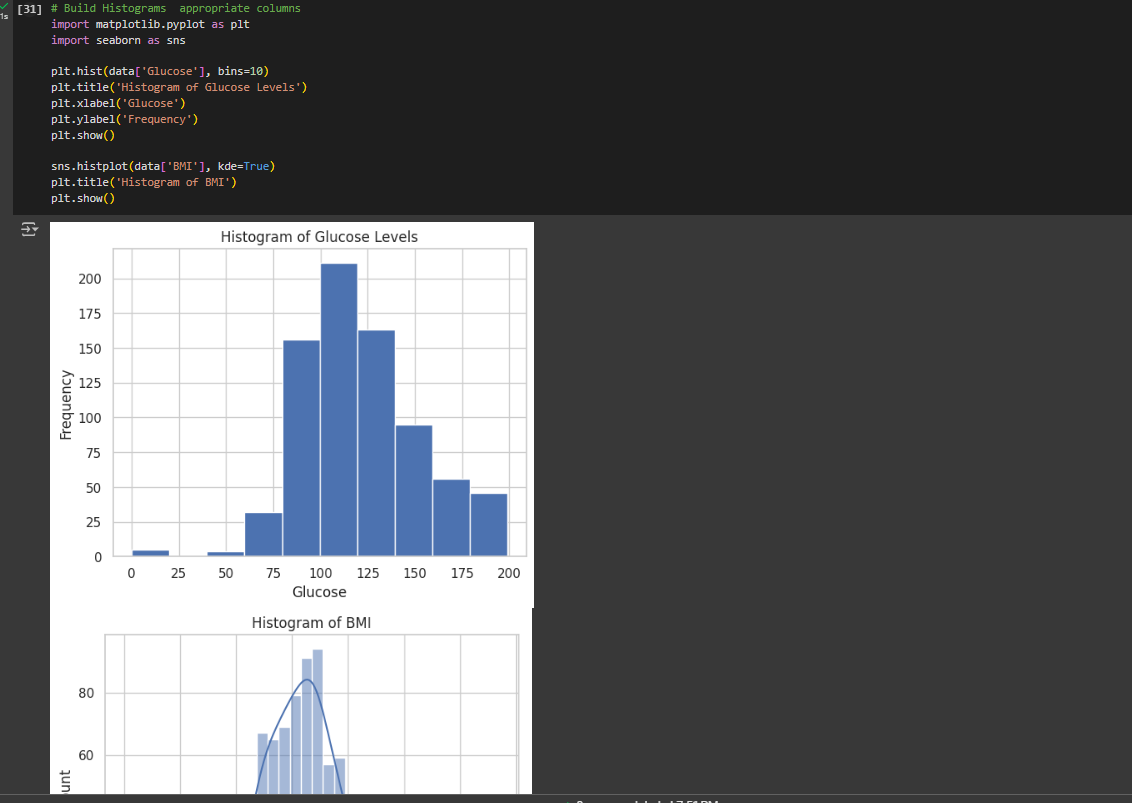 [31] # Build Histograms  appropriate columns
1s
import matplotlib.pyplot as plt
import seaborn as sns
plt.hist(data['Glucose'], bins=10)
plt.title('Histogram of Glucose Levels')
plt.xlabel('Glucose')
plt.ylabel('Frequency')
plt.show()
sns.histplot(data['BMI'], kde=True)
plt.title('Histogram of BMI')
plt.show()
Histogram of Glucose Levels
200
175
150
125
100
75
50
25
0
Frequency
0 25 50 75 100 125 150 175 200
Glucose
Histogram of BMI
80
60